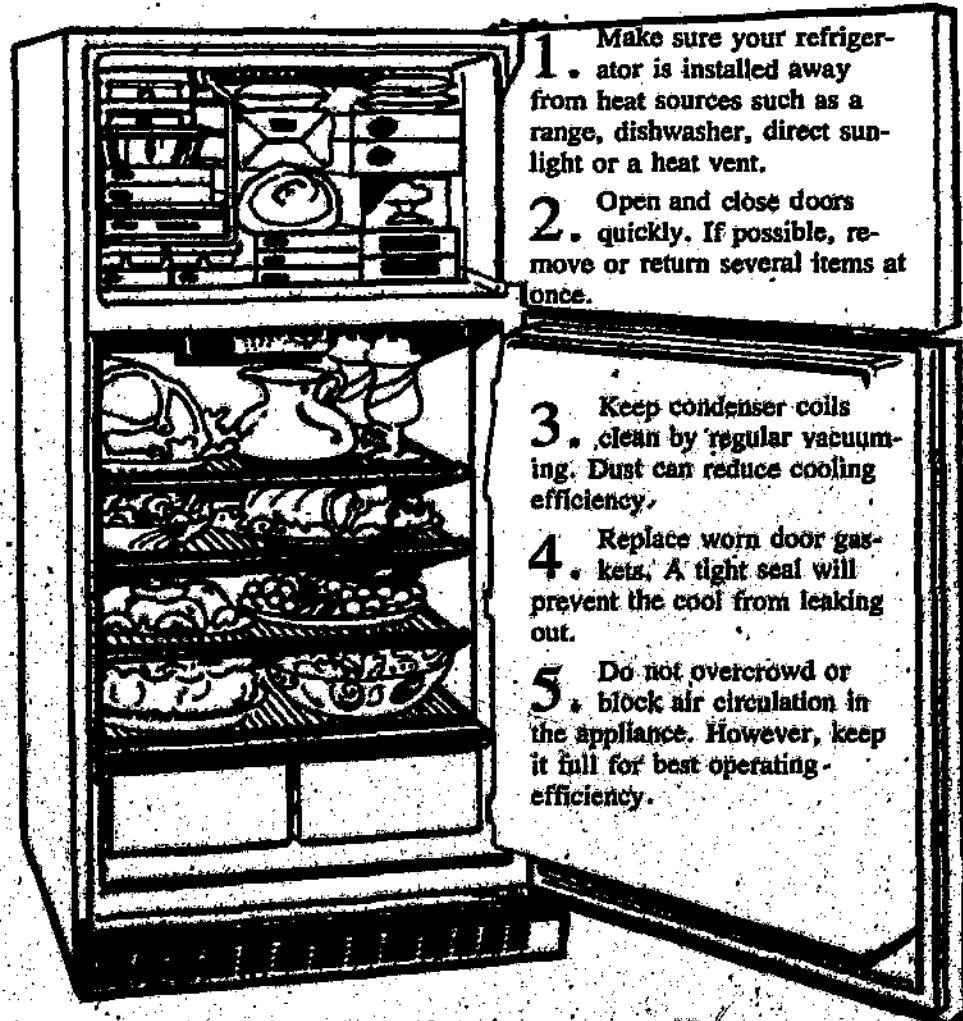 1. Make sure your refriger-
ator is installed away
from heat sources such as a
range, dishwasher, direct sun-
light or a heat vent.
2. Open and close doors
quickly. If possible, re-
move or return several items at
once.
3. Keep condenser coils
clean by regular vacuum-
ing. Dust can reduce cooling
efficiency.
4. Replace worn door gas-
kets. A tight seal will
prevent the cool from leaking
out.
5. Do not overcrowd or
block air circulation in
the appliance. However, keep
it full for best operating
efficiency.